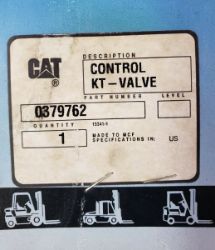 CAT
®
DESCRIPTION
CONTROL
KT-VALVE
PART NUMBER
LEVEL
0379762
QUANTITY
1
MADE TO MCF
SPECIFICATIONS IN:
US